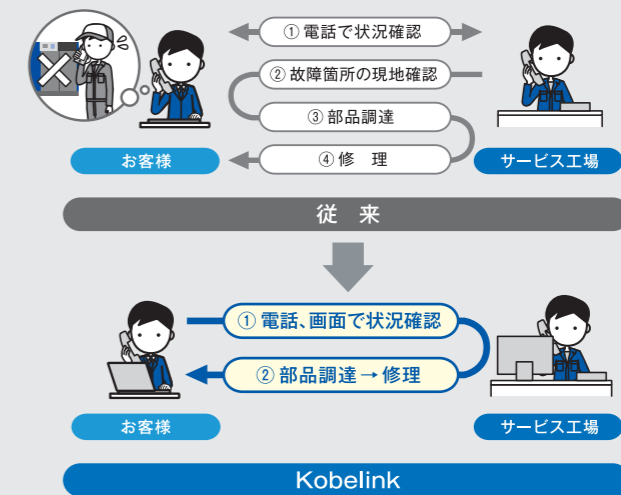 ① 電話で状況確認
② 故障箇所の現地確認
③ 部品調達
④ 修 理
お客様
サービス工場
従 来
① 電話、画面で状況確認
② 部品調達→修理
お客様
サービス工場
Kobelink